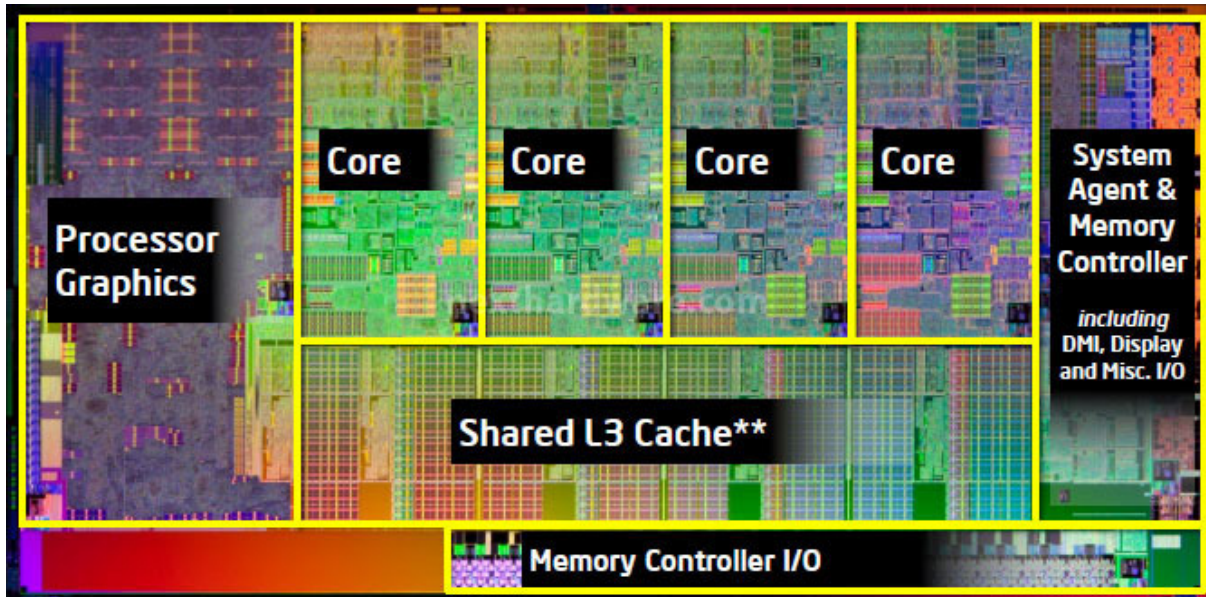 Processor
Graphics
Core
Core
Core
Core
System
Agent &
Memory
Controller
including
DMI, Display
and Misc. I/O
Shared L3 Cache**
Memory Controller I/O